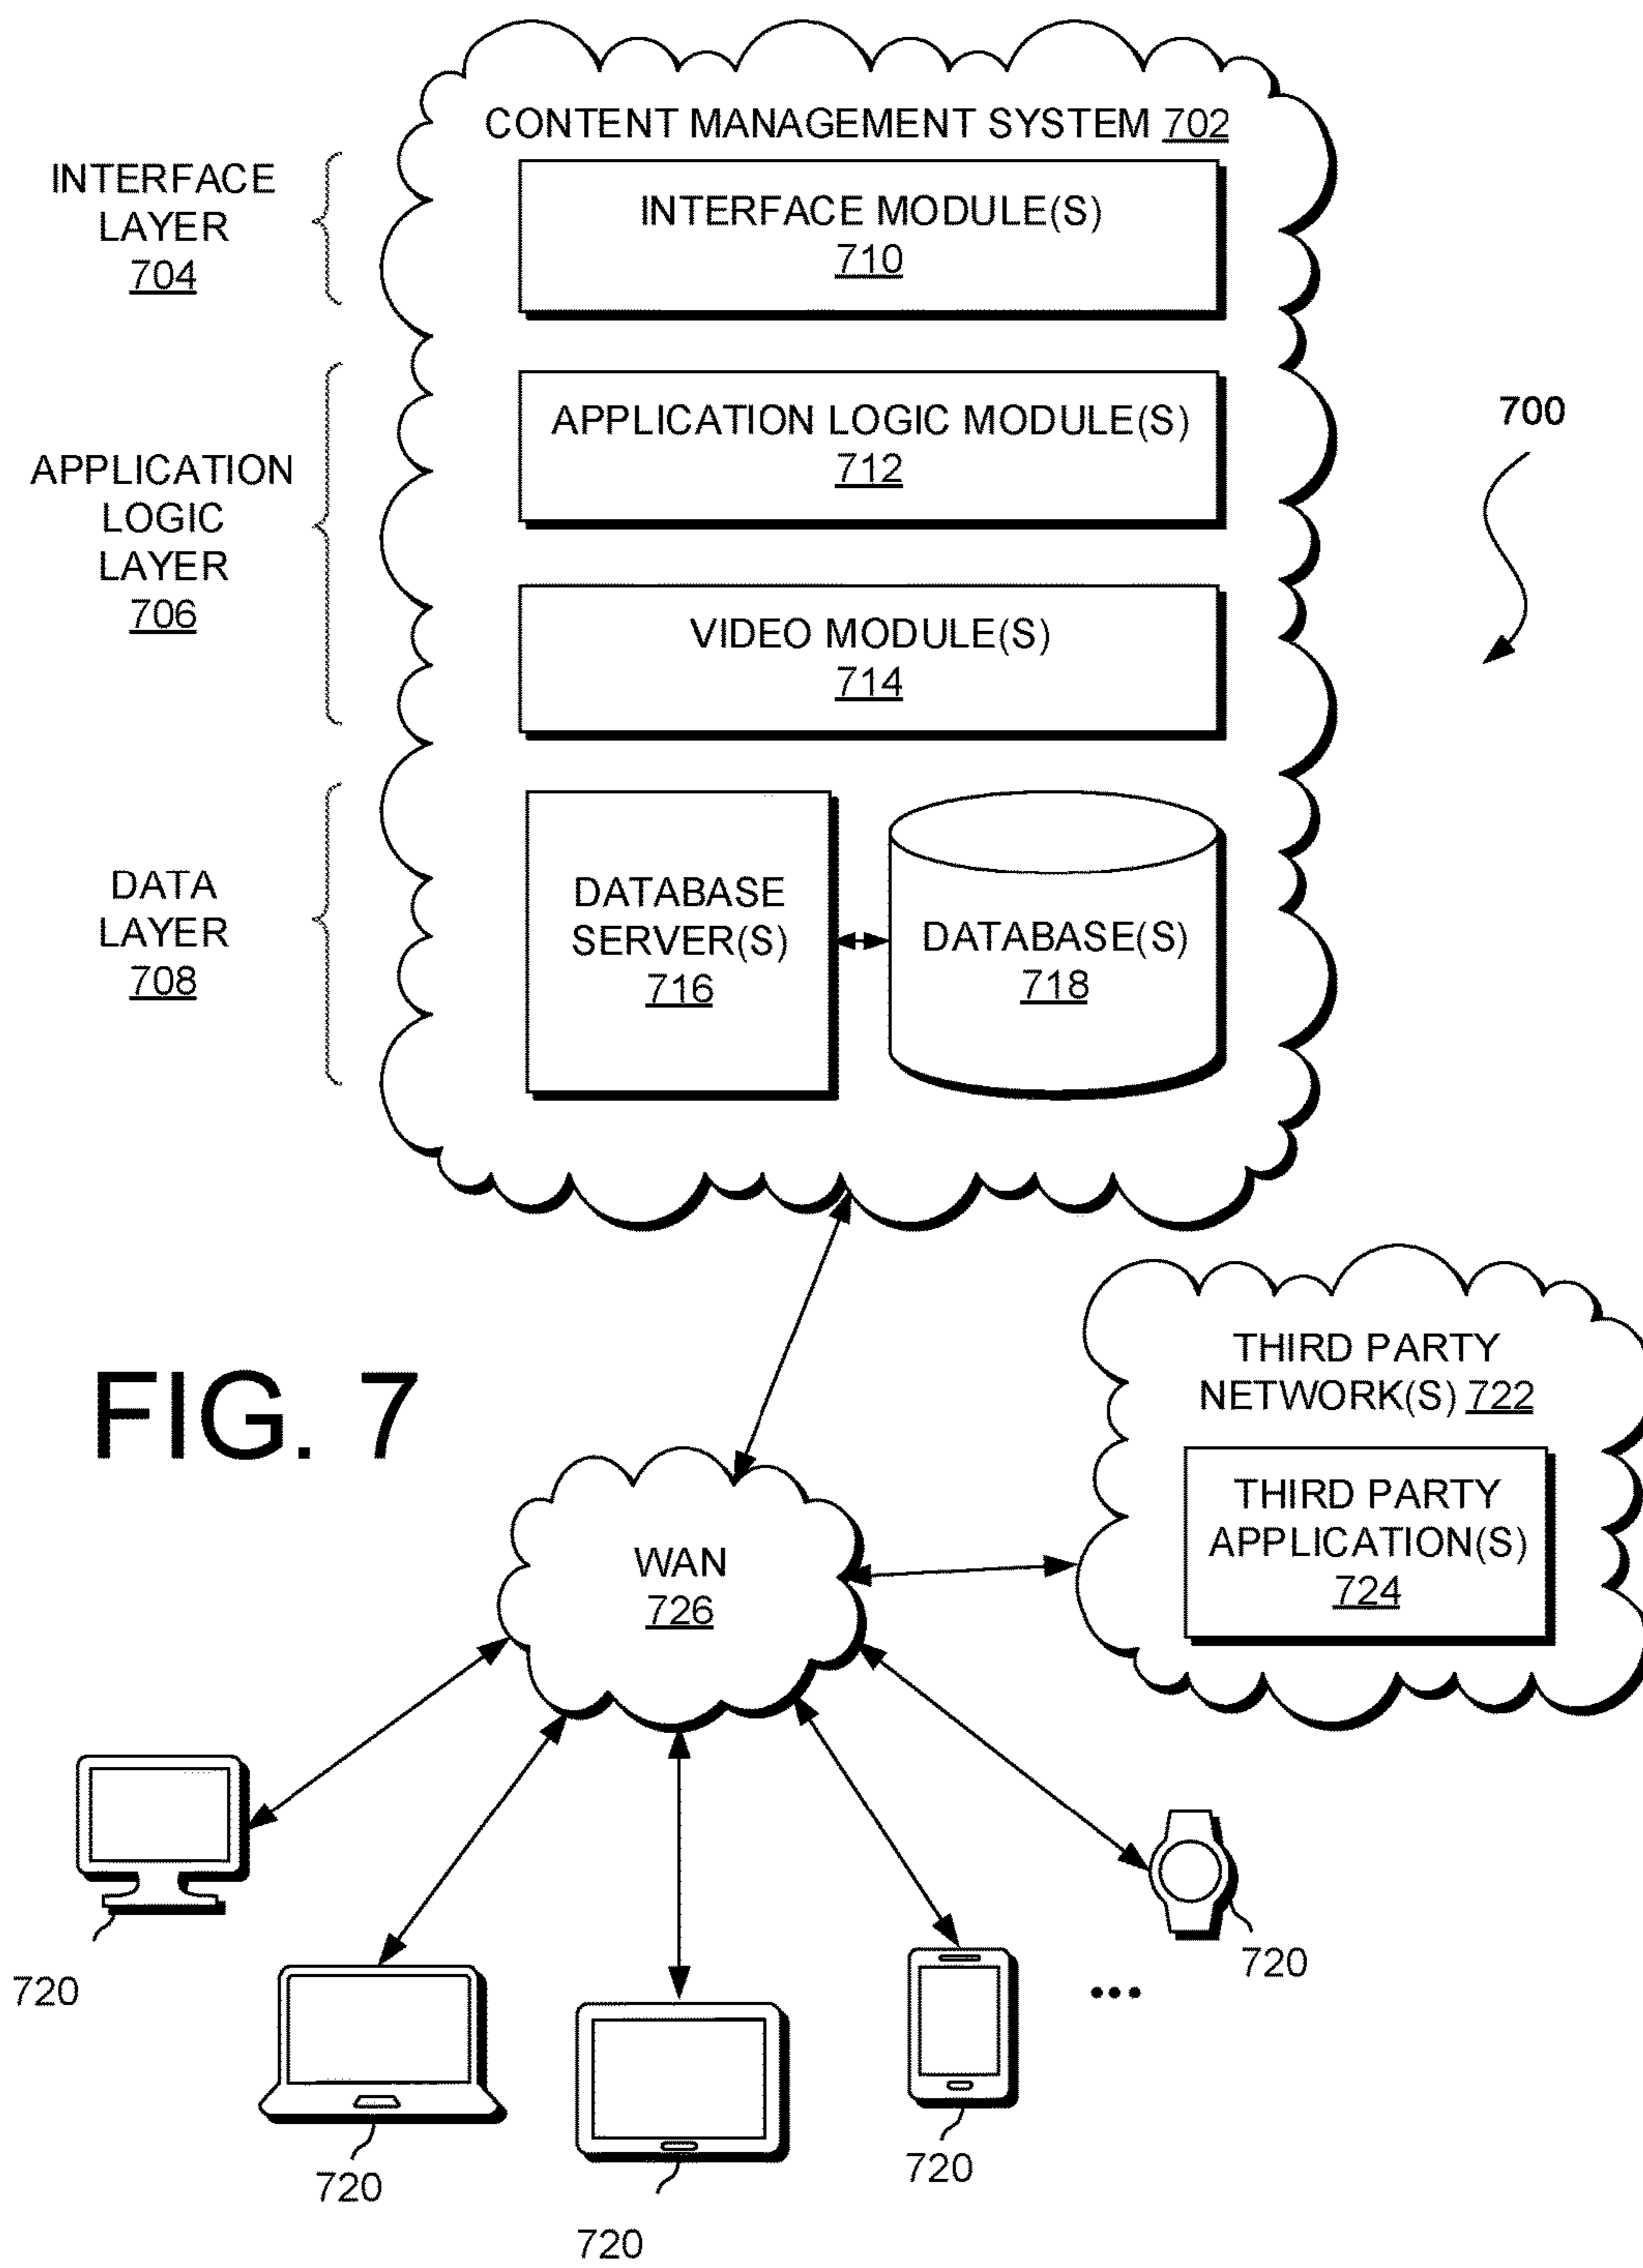 CONTENT MANAGEMENT SYSTEM 702
INTERFACE
LAYER
704
INTERFACE MODULE(S)
710
APPLICATION
LOGIC
LAYER
706
APPLICATION LOGIC MODULE(S)
712
700
VIDEO MODULE(S)
714
DATA
LAYER
708
DATABASE
SERVER(S)
716
DATABASE(S)
718
FIG. 7
THIRD PARTY
NETWORK(S) 722
THIRD PARTY
APPLICATION(S)
724
WAN
726
720
720
720
720
...
720